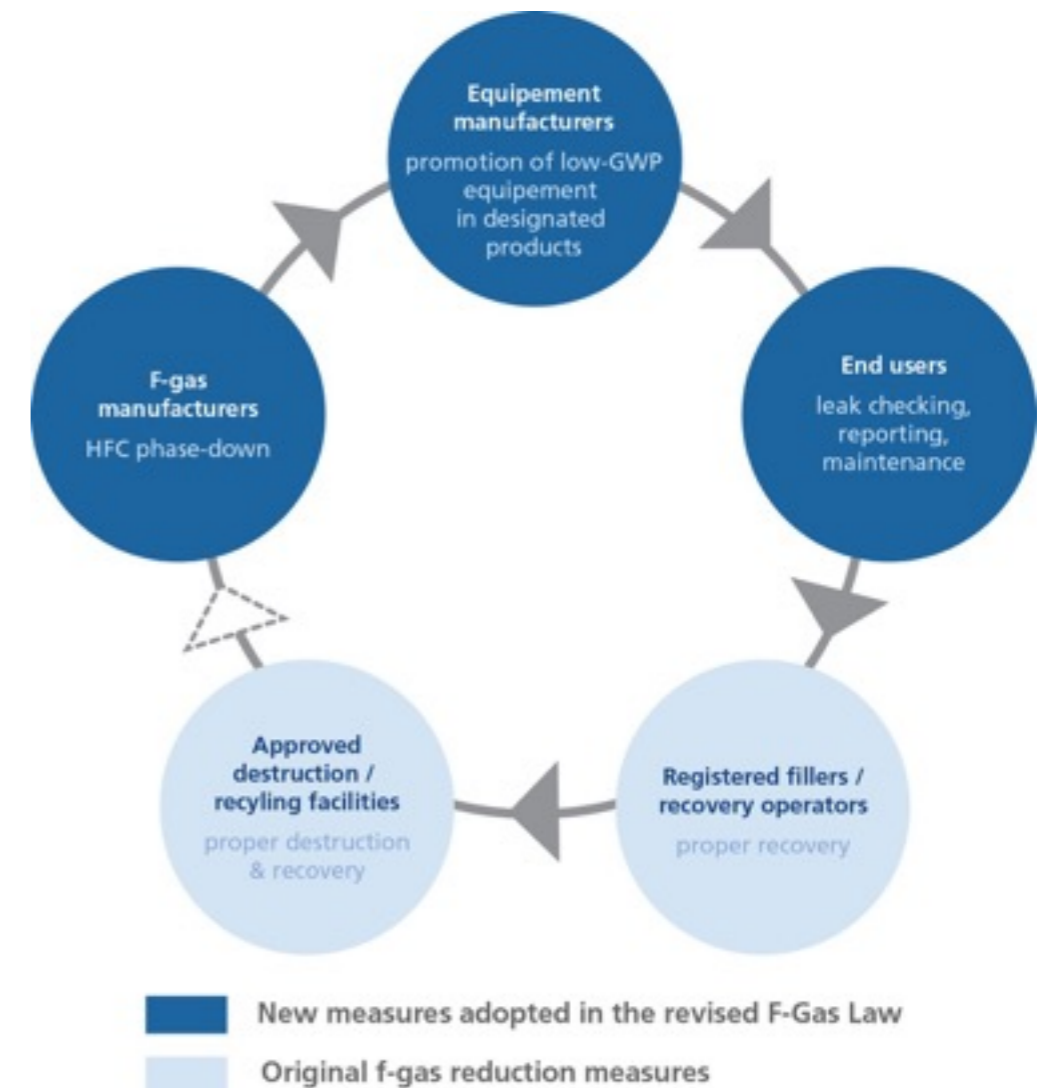 Equipement
manufacturers
promotion of low-GWP
equipement
in designated
products
F-gas
manufacturers
HFC phase-down
End users
leak checking,
reporting,
maintenance
Approved
destruction /
recyling facilities
proper destruction
& recovery
Registered fillers /
recovery operators
proper recovery
New measures adopted in the revised F-Gas Law
Original f-gas reduction measures